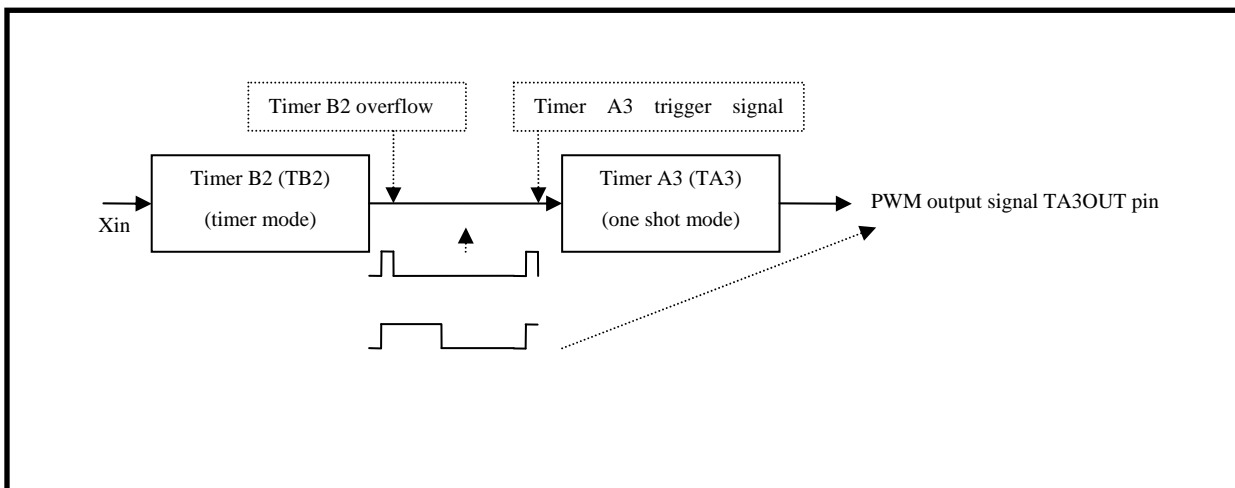 Timer B2 overflow
Timer A3 trigger signal
Timer B2 (TB2)
(timer mode)
Timer A3 (TA3)
(one shot mode)
Xin
PWM output signal TA3OUT pin